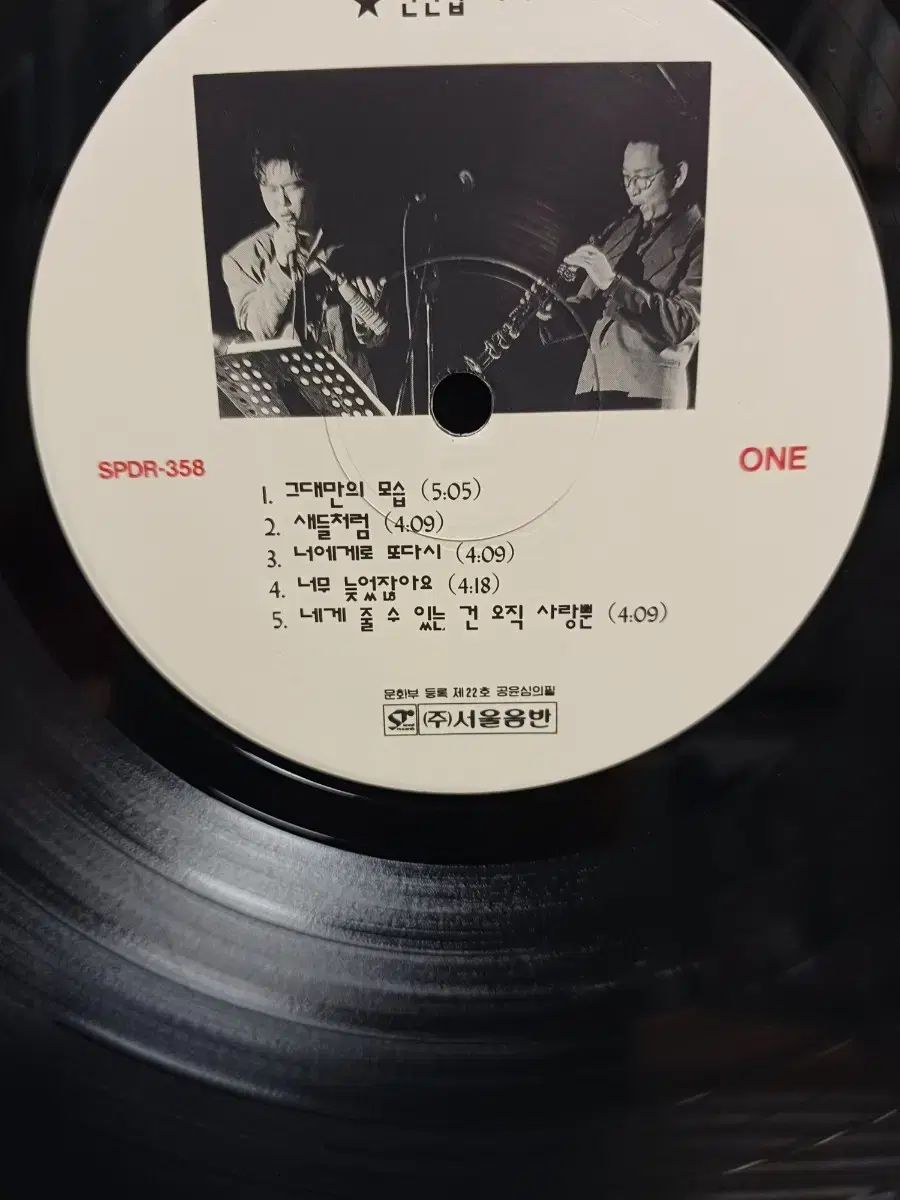 SPDR-358
ONE
1. 그대만의 모습 (5:05)
2. 새들처럼 (4:09)
3. 너에게로 또다시 (4:09)
4. 너무 늦었잖아요 (4:18)
5. 네게 줄 수 있는 건 오직 사랑뿐 (4:09)
문화부 등록 제22호 공윤심의필
(주)서울음반